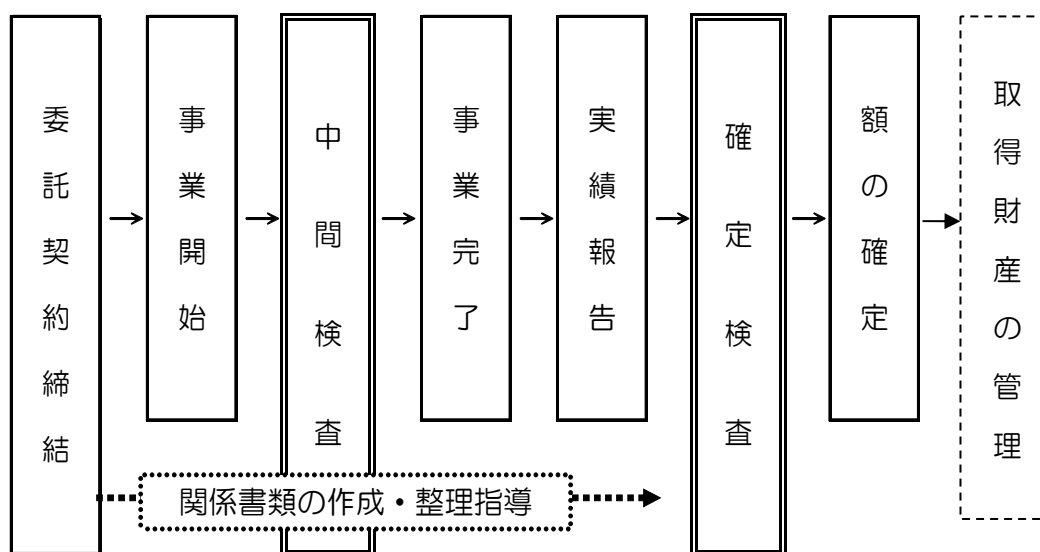 委託契約締結
事業開始
中間検査
事業完了
実績報告
確定検査
額の確定
取得財産の管理
関係書類の作成・整理指導